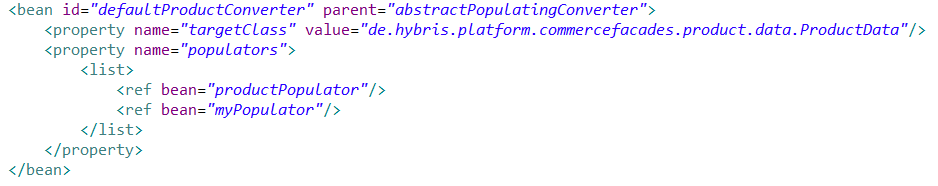 <bean id="defaultProductConverter" parent="abstractPopulatingConverter">
    <property name="targetClass" value="de.hybris.platform.commercefacades.product.data.ProductData"/>
    <property name="populators">
        <list>
            <ref bean="productPopulator"/>
            <ref bean="myPopulator"/>
        </list>
    </property>
</bean>